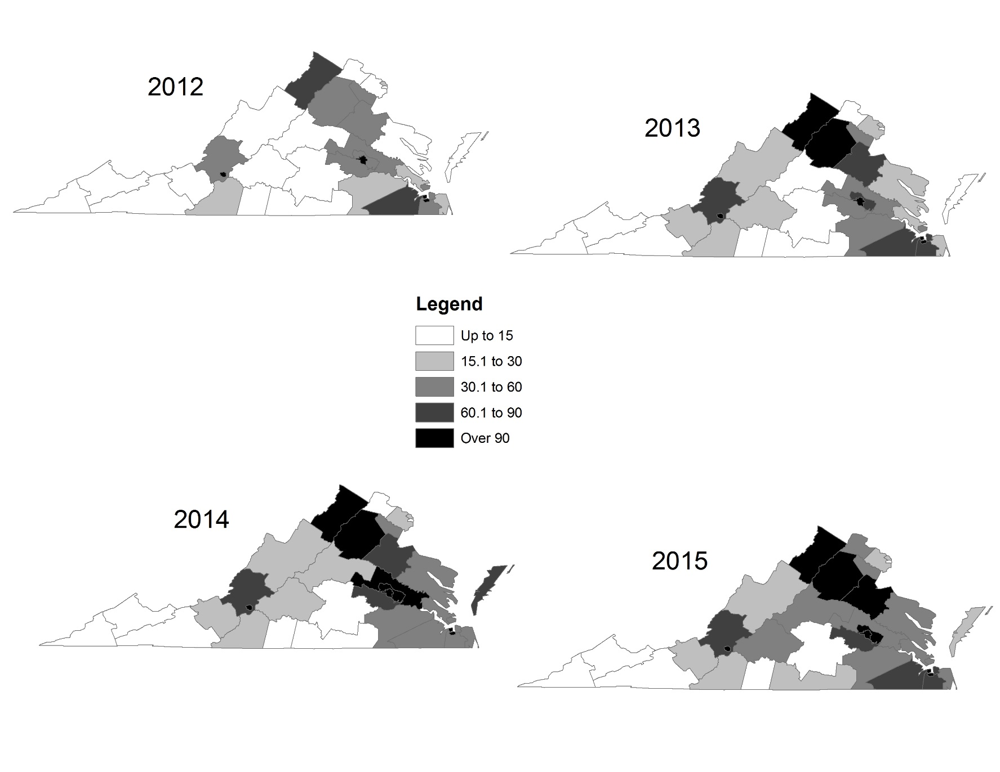 2012
2013
Legend
Up to 15
15.1 to 30
30.1 to 60
60.1 to 90
Over 90
2014
2015